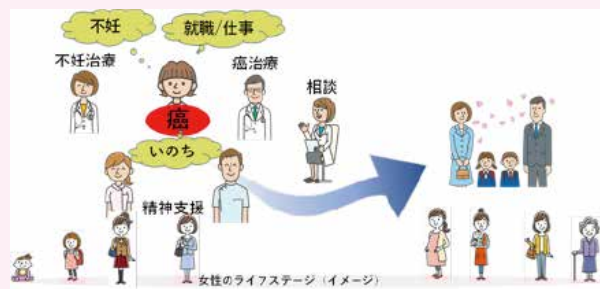 不妊
就職/仕事
不妊治療
癌治療
相談
癌
いのち
精神支援
女性のライフステージ（イメージ）